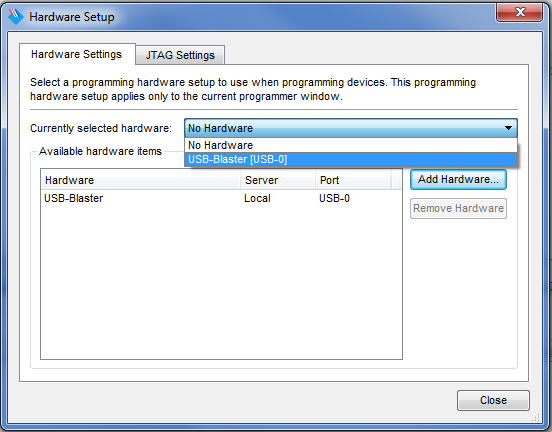 Hardware Setup
Hardware Settings
JTAG Settings
Select a programming hardware setup to use when programming devices. This programming
hardware setup applies only to the current programmer window.
Currently selected hardware: No Hardware
No Hardware
USB-Blaster [USB-0]
Available hardware items
Hardware Server Port
USB-Blaster Local USB-0
Add Hardware...
Remove Hardware
Close